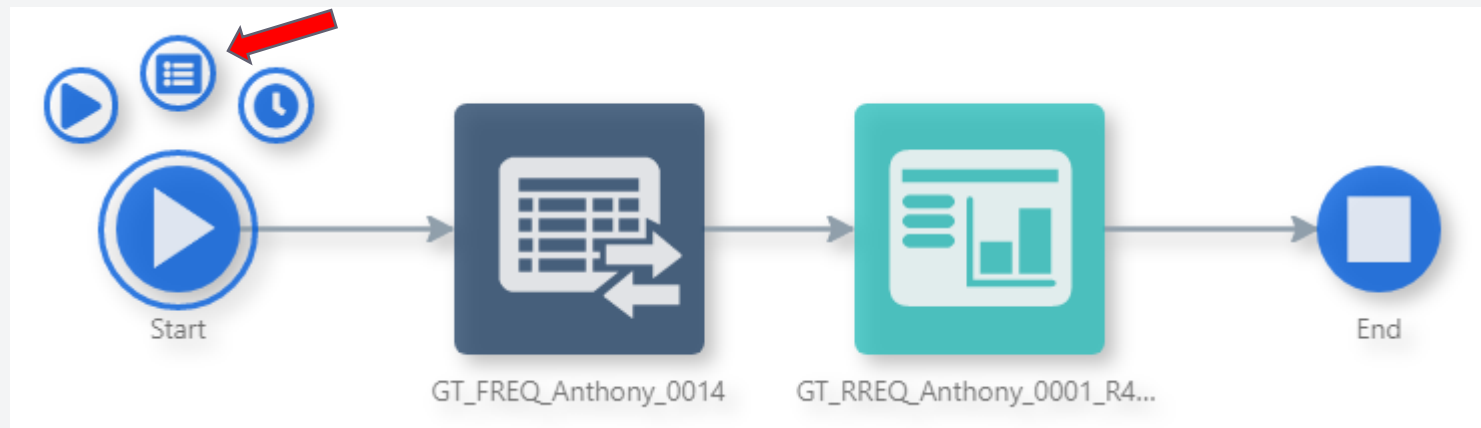 Start
GT_FREQ_Anthony_0014
GT_RREQ_Anthony_0001_R4...
End